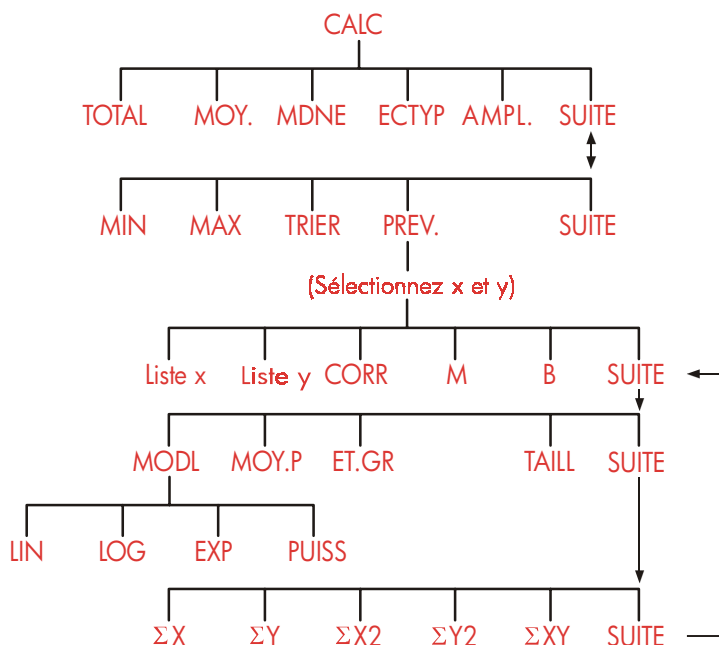 CALC
TOTAL MOY. MDNE ECTYP AMPL. SUITE
MIN MAX TRIER PREV. SUITE
(Sélectionnez x et y)
Liste x Liste y CORR M B SUITE
MODL MOY.P ET.GR TAILL SUITE
LIN LOG EXP PUISS
ΣX ΣY ΣX2 ΣY2 ΣXY SUITE